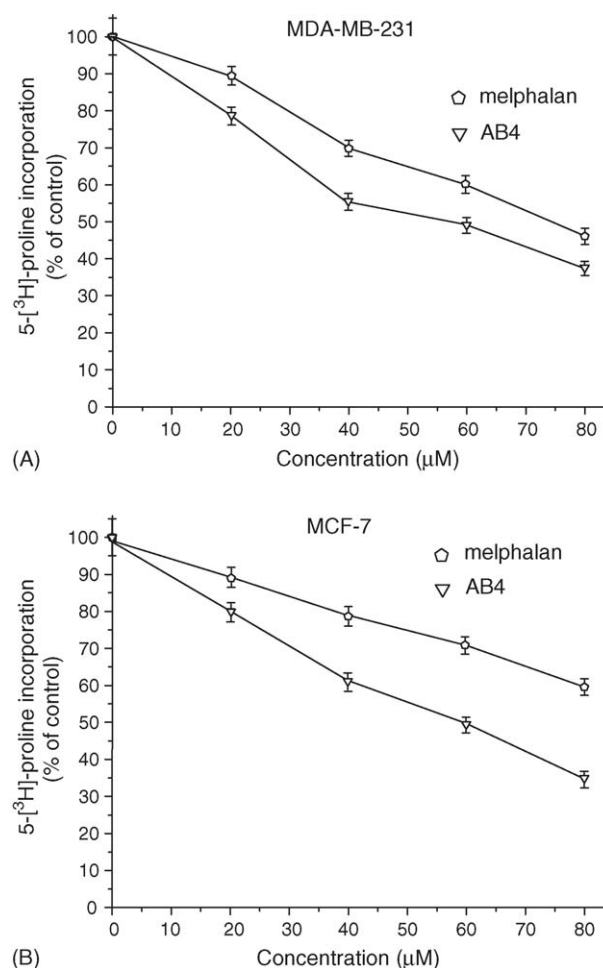 MDA-MB-231
melphalan
AB4
5-[³H]-proline incorporation
(% of control)
100
90
80
70
60
50
40
30
20
10
0
0 10 20 30 40 50 60 70 80
(A)
Concentration (μM)
MCF-7
melphalan
AB4
5-[³H]-proline incorporation
(% of control)
100
90
80
70
60
50
40
30
20
10
0
0 10 20 30 40 50 60 70 80
(B)
Concentration (μM)